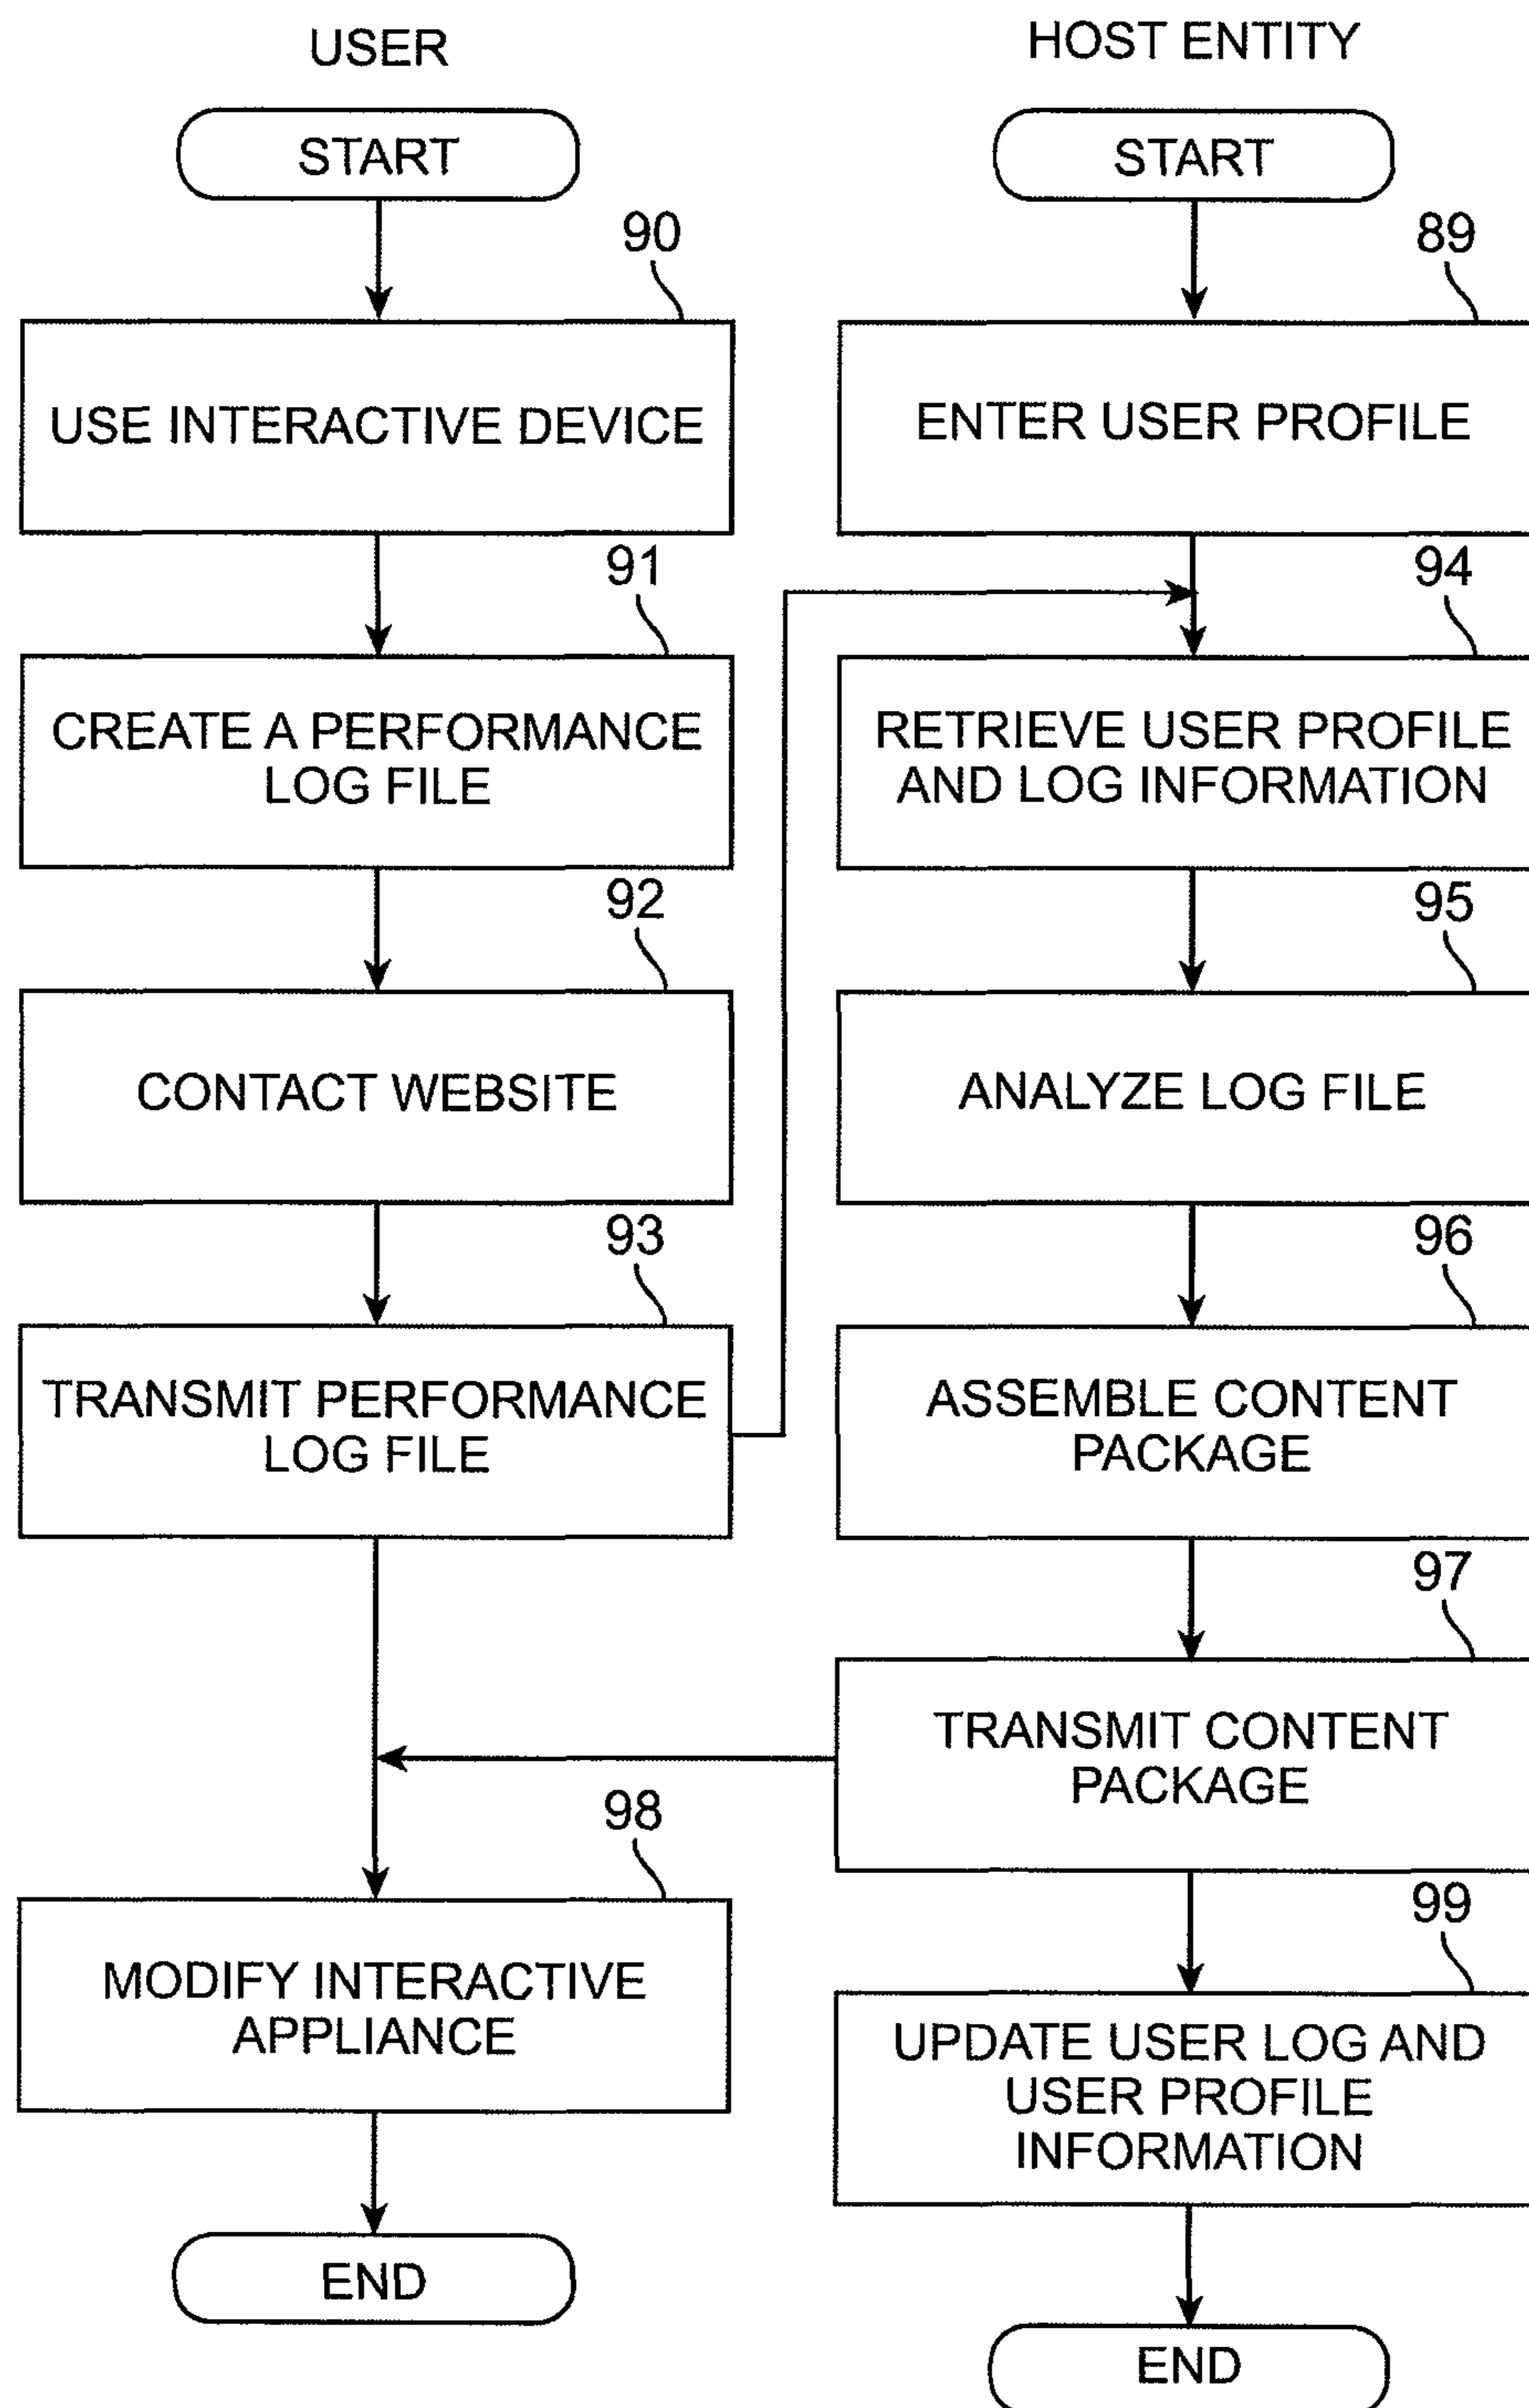 USER
START
90
USE INTERACTIVE DEVICE
91
CREATE A PERFORMANCE
LOG FILE
92
CONTACT WEBSITE
93
TRANSMIT PERFORMANCE
LOG FILE
98
MODIFY INTERACTIVE
APPLIANCE
END
HOST ENTITY
START
89
ENTER USER PROFILE
94
RETRIEVE USER PROFILE
AND LOG INFORMATION
95
ANALYZE LOG FILE
96
ASSEMBLE CONTENT
PACKAGE
97
TRANSMIT CONTENT
PACKAGE
99
UPDATE USER LOG AND
USER PROFILE
INFORMATION
END